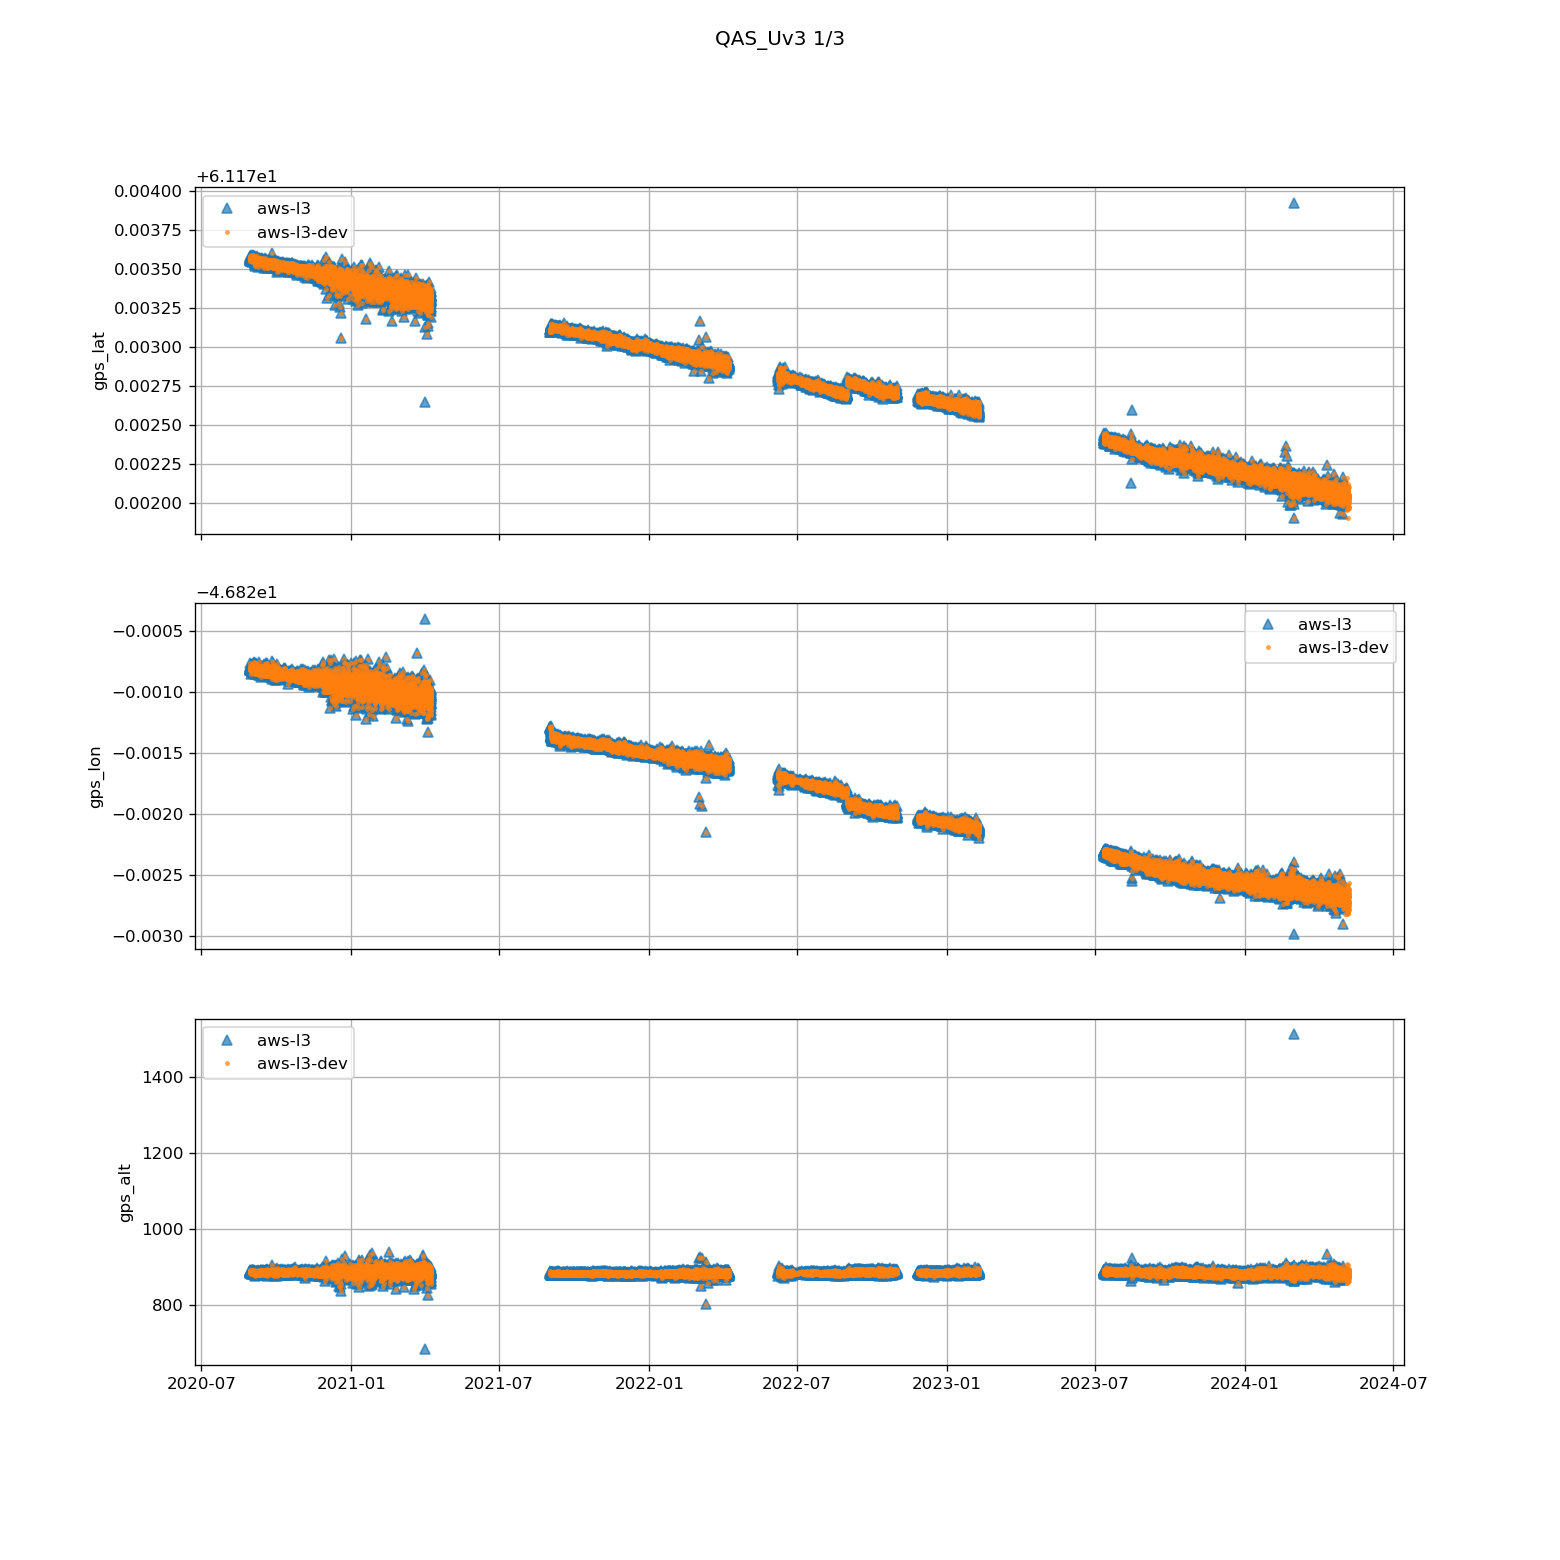 QAS_Uv3 1/3
+6.117e1
0.00400
0.00375
0.00350
0.00325
0.00300
0.00275
0.00250
0.00225
0.00200
gps_lat
aws-l3
aws-l3-dev
−4.682e1
−0.0005
−0.0010
−0.0015
−0.0020
−0.0025
−0.0030
gps_lon
aws-l3
aws-l3-dev
1400
1200
1000
800
gps_alt
aws-l3
aws-l3-dev
2020-07 2021-01 2021-07 2022-01 2022-07 2023-01 2023-07 2024-01 2024-07